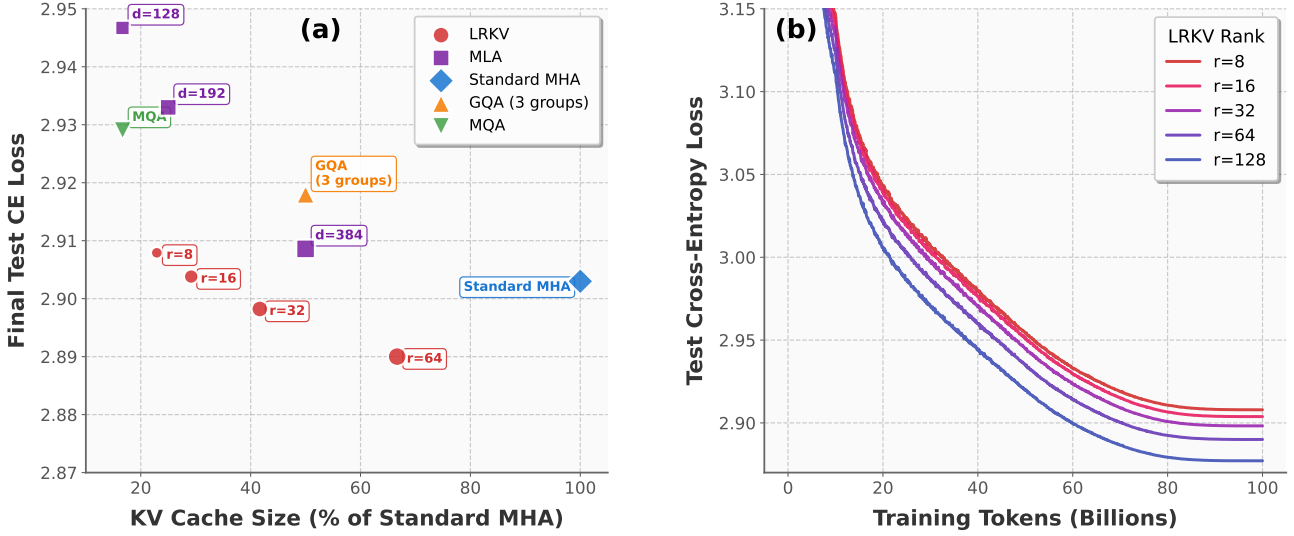 (a)
Final Test CE Loss
2.95
2.94
2.93
2.92
2.91
2.90
2.89
2.88
2.87
20
40
60
80
100
KV Cache Size (% of Standard MHA)
d=128
d=192
MQA
GQA
(3 groups)
d=384
r=8
r=16
r=32
r=64
Standard MHA
LRKV
MLA
Standard MHA
GQA (3 groups)
MQA
(b)
Test Cross-Entropy Loss
3.15
3.10
3.05
3.00
2.95
2.90
0
20
40
60
80
100
Training Tokens (Billions)
LRKV Rank
r=8
r=16
r=32
r=64
r=128